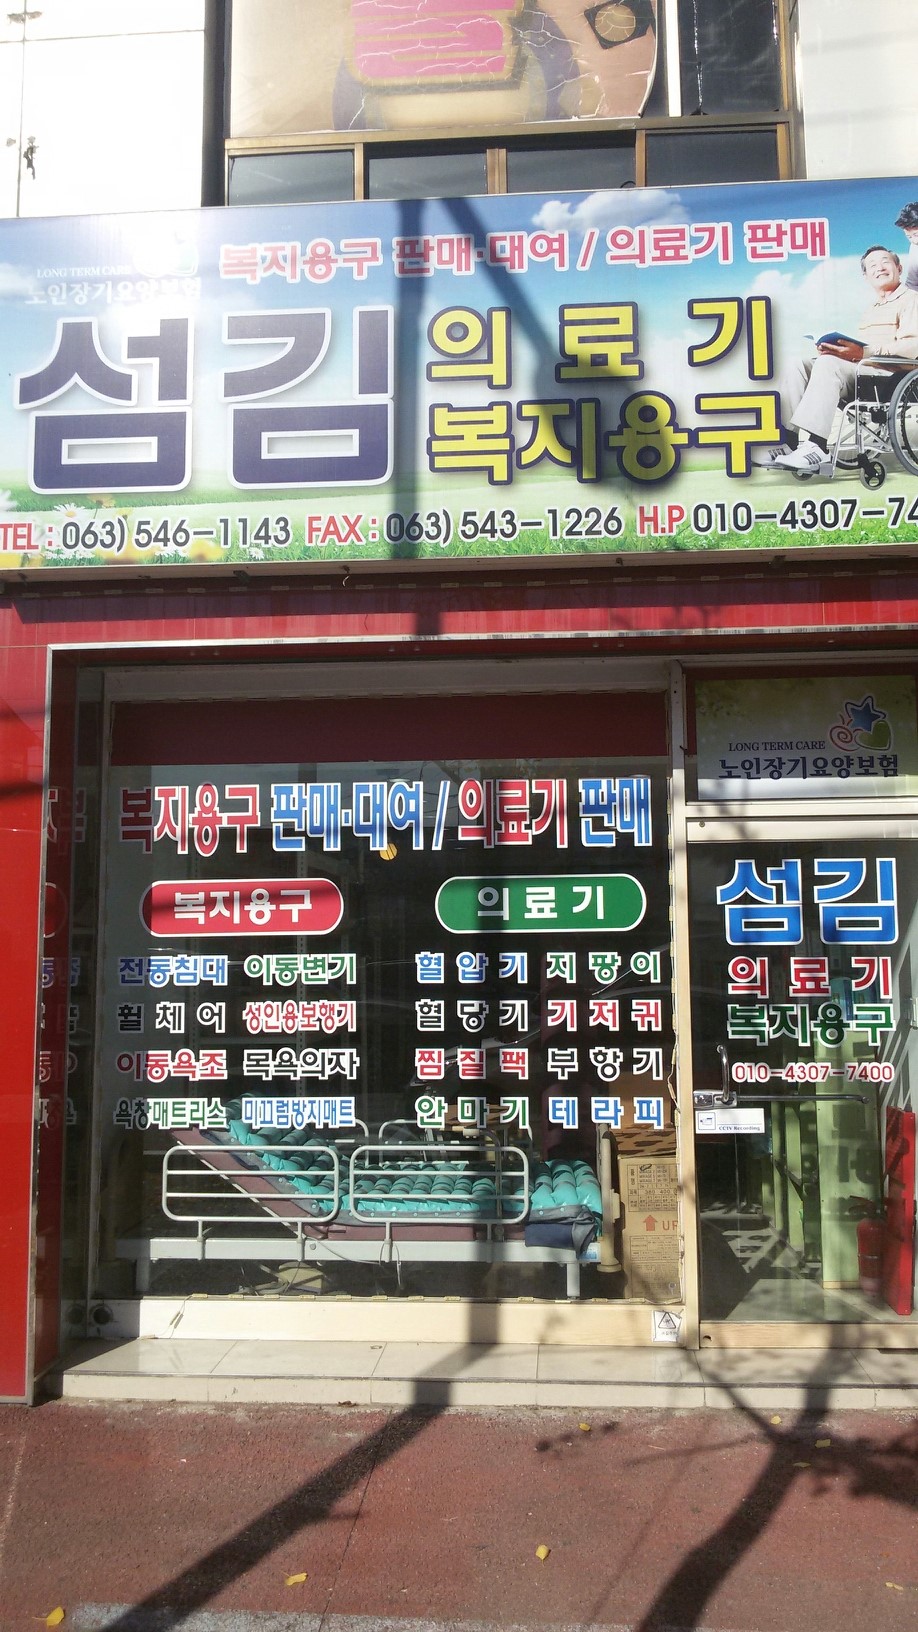 복지용구 판매·대여 / 의료기 판매
LONG TERM CARE
노인장기요양보험
섬김 의료기
복지용구
TEL : 063) 546-1143 FAX : 063) 543-1226 H.P 010-4307-74
LONG TERM CARE
노인장기요양보험
복지용구 판매·대여 / 의료기 판매
복지용구 의료기
전동침대 이동변기 혈압기 저땅이
휠체어 성인용보행기 혈당기 기저귀
이동욕조 목욕의자 찜질팩 부항기
욕창매트리스 미끄럼방지매트 안마기 테라피
섬김
의료기
복지용구
010-4307-7400
CCTV Recording
UP